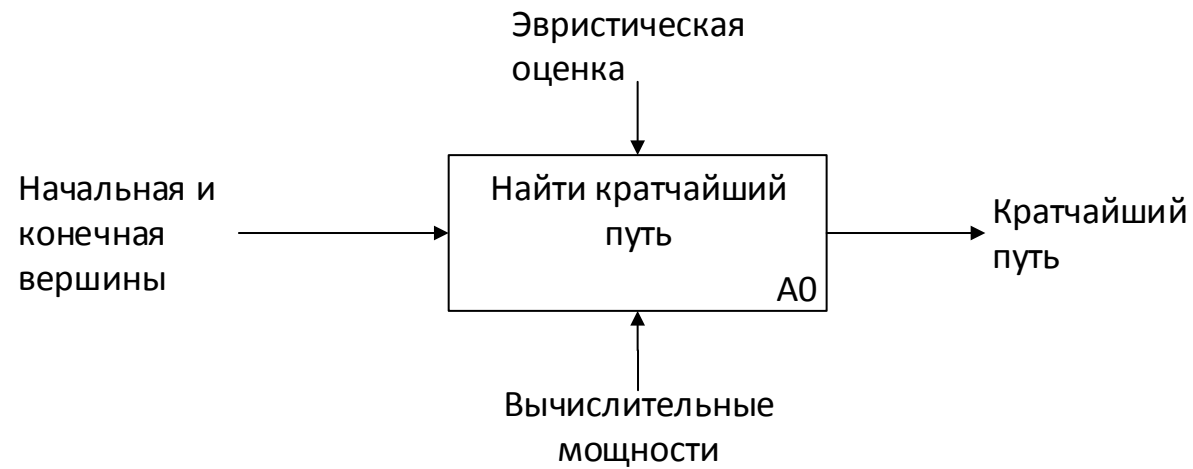 Эвристическая
оценка
Начальная и
конечная
вершины
Найти кратчайший
путь
A0
Кратчайший
путь
Вычислительные
мощности